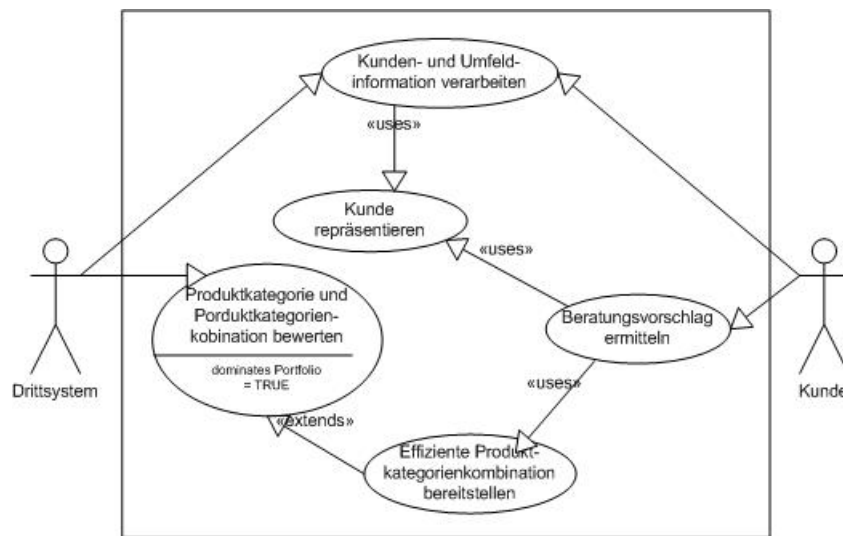 Kunden- und Umfeld-
information verarbeiten
«uses»
Kunde
repräsentieren
«uses»
Produktkategorie und
Porduktkategorien-
kobination bewerten
dominates Portfolio
= TRUE
Beratungsvorschlag
ermitteln
Drittsystem
Kunde
«uses»
«extends»
Effiziente Produkt-
kategorienkombination
bereitstellen